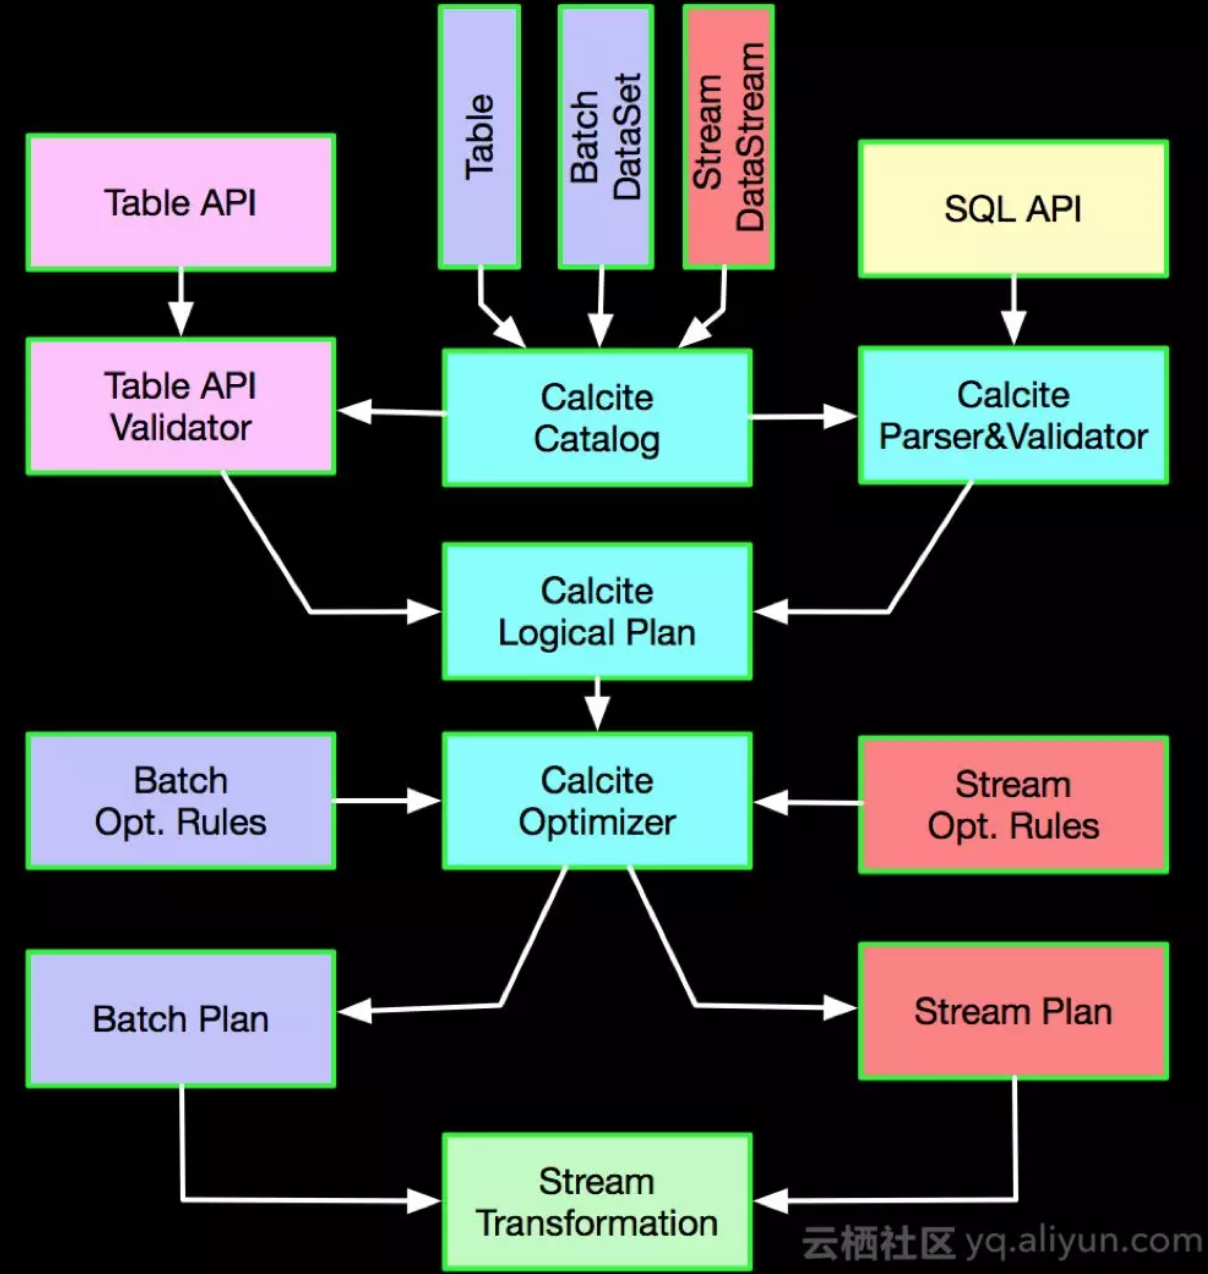 Table
Batch
DataSet
Stream
DataStream
Table API
SQL API
Table API
Validator
Calcite
Catalog
Calcite
Parser&Validator
Calcite
Logical Plan
Batch
Opt. Rules
Calcite
Optimizer
Stream
Opt. Rules
Batch Plan
Stream Plan
Stream
Transformation
云栖社区 yq.aliyun.com